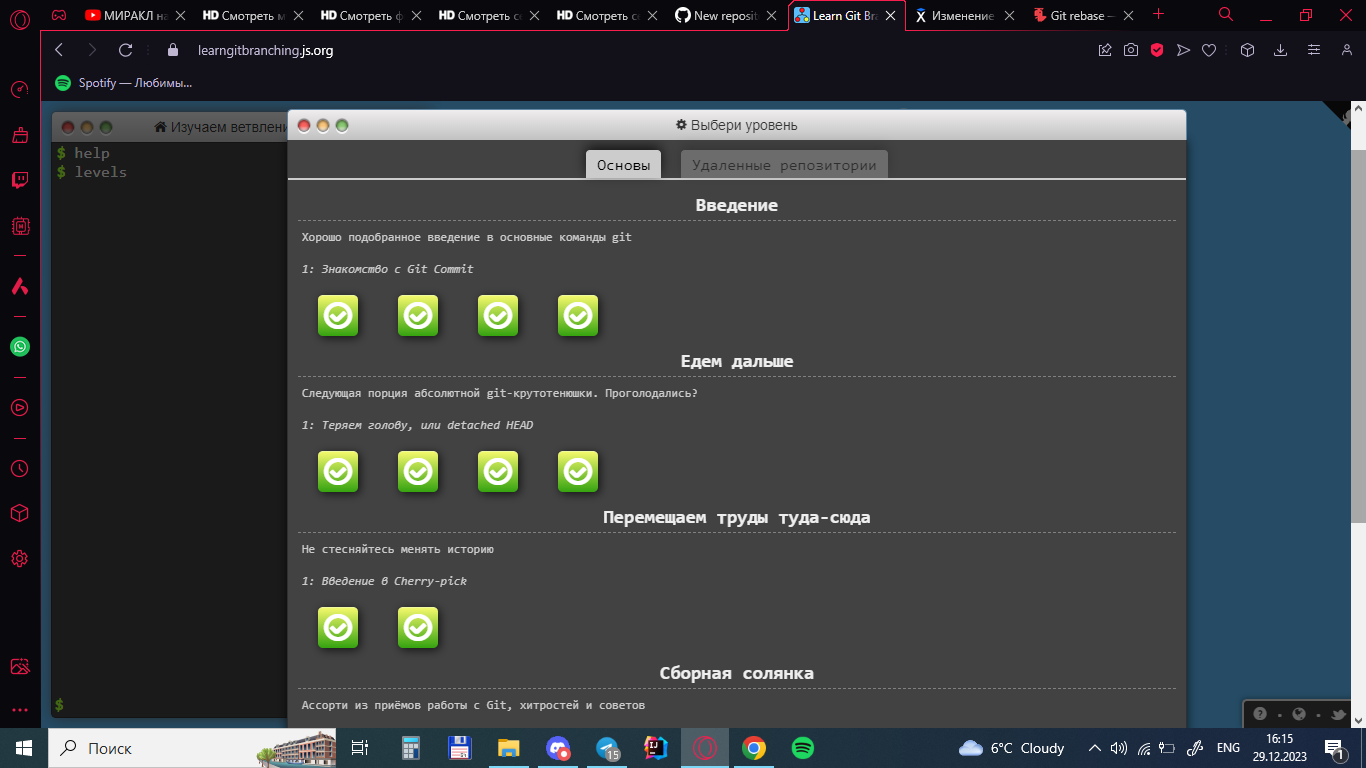 МИРАКЛ на
HD Смотреть м
HD Смотреть ф
HD Смотреть се
HD Смотреть се
New reposit
Learn Git Bra
Изменение
Git rebase —
learngitbranching.js.org
Spotify — Любимы...
Изучаем ветвлени
$ help
$ levels
$
Выбери уровень
Основы
Удаленные репозитории
Введение
Хорошо подобранное введение в основные команды git
1: Знакомство с Git Commit
Едем дальше
Следующая порция абсолютной git-крутотенюшки. Проголодались?
1: Теряем голову, или detached HEAD
Перемещаем труды туда-сюда
Не стесняйтесь менять историю
1: Введение в Cherry-pick
Сборная солянка
Ассорти из приёмов работы с Git, хитростей и советов
Поиск
15
6°C Cloudy
ENG
16:15
29.12.2023
1